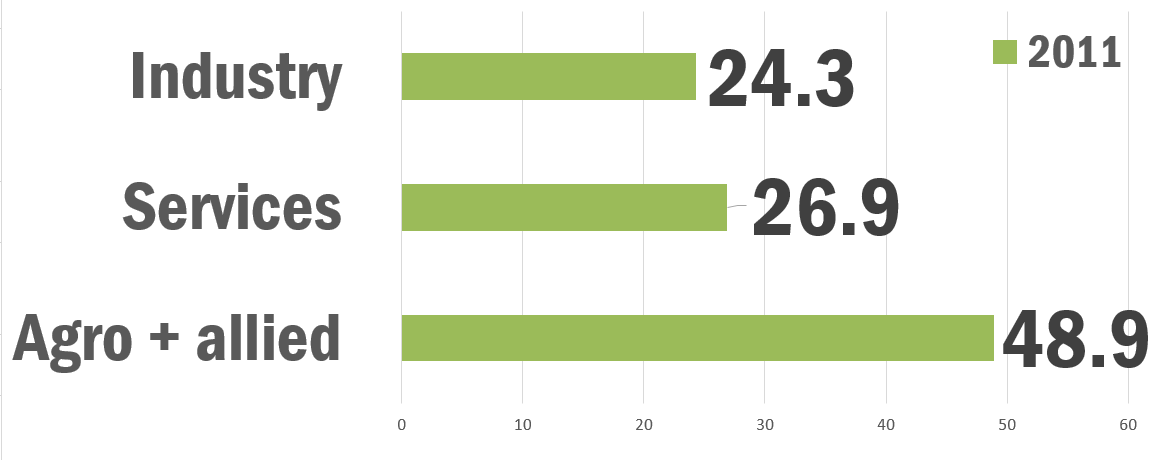 Industry 24.3 2011
Services 26.9
Agro + allied 48.9
0 10 20 30 40 50 60